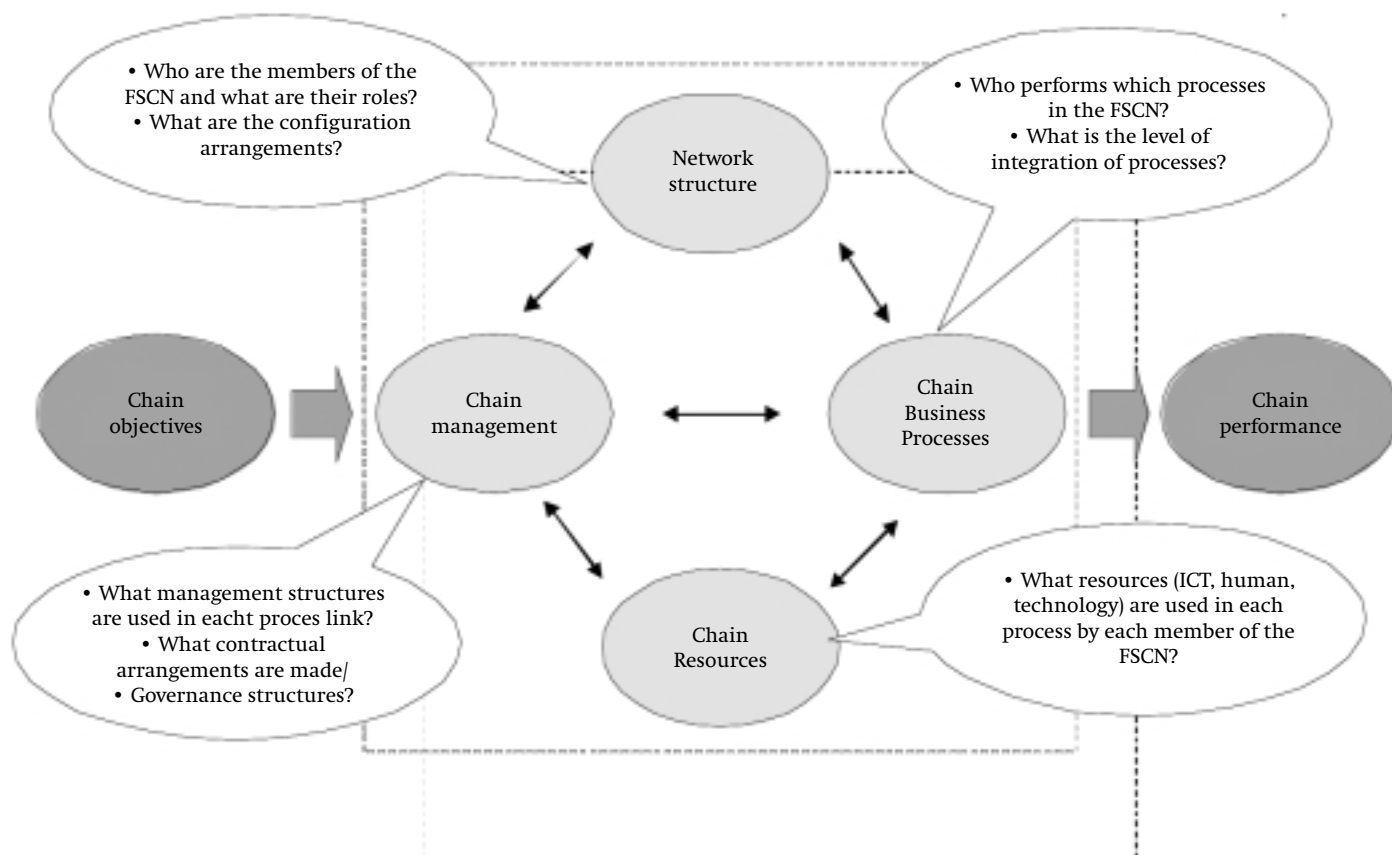 • Who are the members of the
FSCN and what are their roles?
• What are the configuration
arrangements?
• Who performs which processes
in the FSCN?
• What is the level of
integration of processes?
Network
structure
Chain
objectives
Chain
management
Chain
Business
Processes
Chain
performance
• What management structures
are used in eacht proces link?
• What contractual
arrangements are made/
• Governance structures?
Chain
Resources
• What resources (ICT, human,
technology) are used in each
process by each member of the
FSCN?